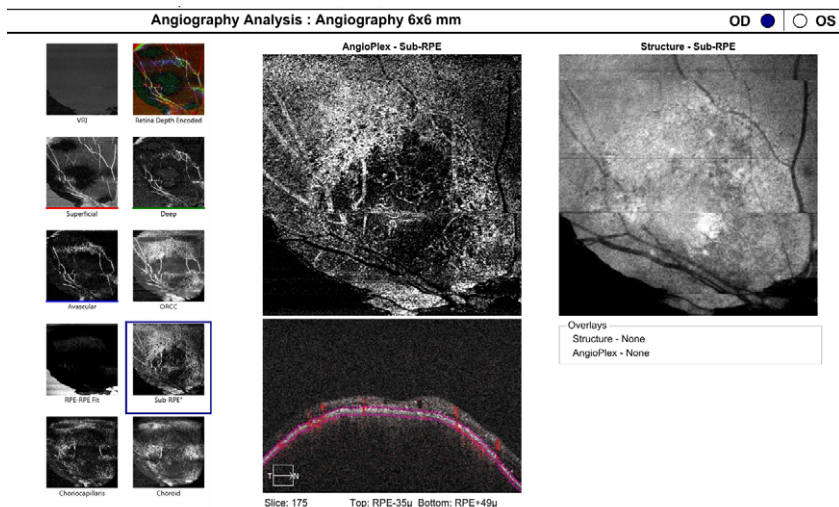 Angiography Analysis : Angiography 6x6 mm
OD OS
AngioPlex - Sub-RPE
Structure - Sub-RPE
VRI
Retina Depth Encoded
Superficial
Deep
Avascular
ORCC
RPE-RPE Fit
Sub-RPE*
Choriocapillaris
Choroid
T N
Slice: 175 Top: RPE-35µ Bottom: RPE+49µ
Overlays
Structure - None
AngioPlex - None